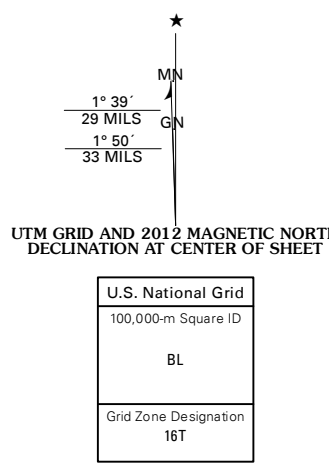 ★
MN
1° 39´
29 MILS
GN
1° 50´
33 MILS
UTM GRID AND 2012 MAGNETIC NORTH
DECLINATION AT CENTER OF SHEET
U.S. National Grid
100,000-m Square ID
BL
Grid Zone Designation
16T